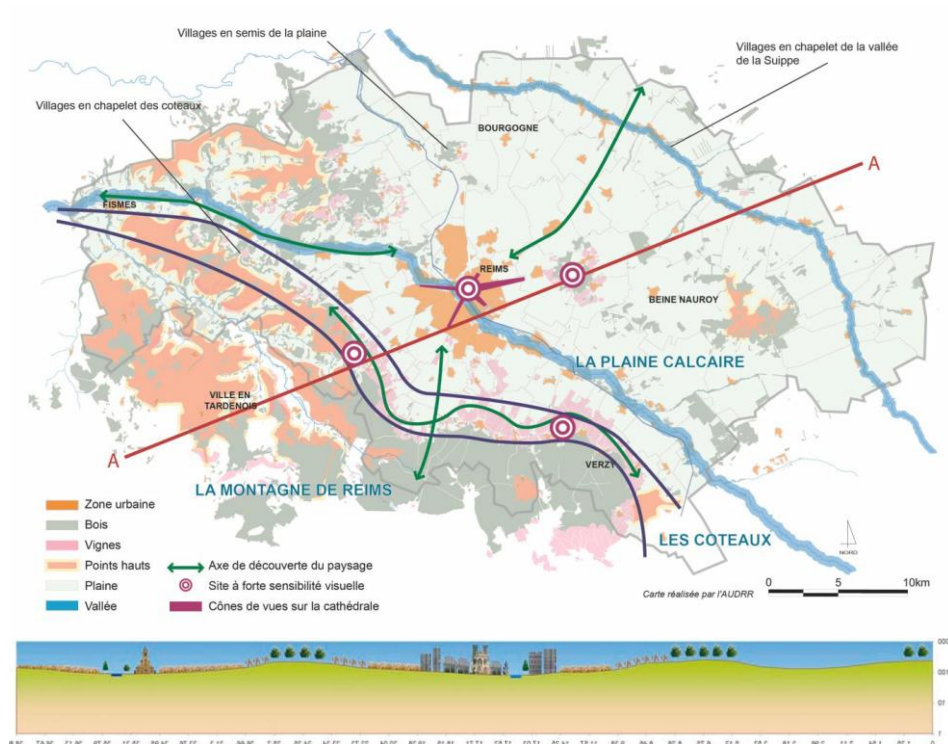 Villages en semis de la plaine
Villages en chapelet de la vallée
de la Suippe
Villages en chapelet des coteaux
BOURGOGNE
A
FISMES
REIMS
BEINE NAUROY
LA PLAINE CALCAIRE
VILLE EN
TARDENOIS
A
VERZY
LA MONTAGNE DE REIMS
LES COTEAUX
Zone urbaine
Bois
Vignes
Points hauts
Plaine
Vallée
Axe de découverte du paysage
Site à forte sensibilité visuelle
Cônes de vues sur la cathédrale
NORD
0 5 10km
Carte réalisée par l'AUDRR